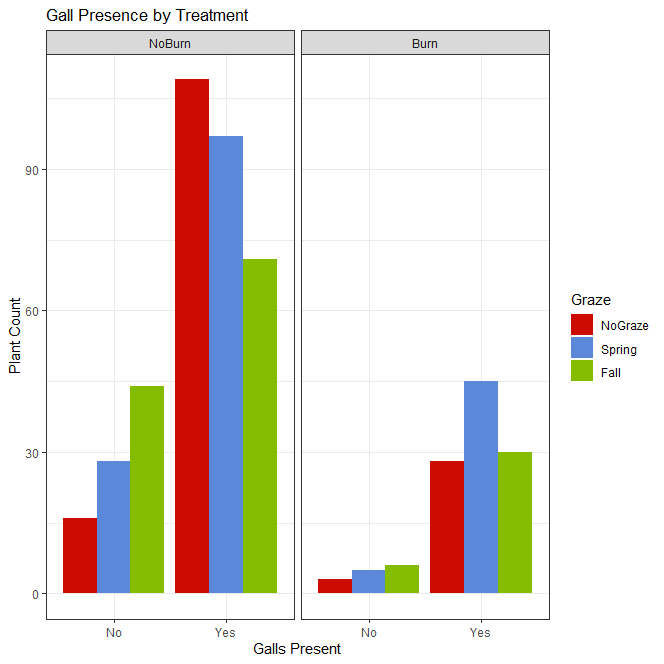 Gall Presence by Treatment
NoBurn
Burn
90
60
30
0
Plant Count
No
Yes
No
Yes
Galls Present
Graze
NoGraze
Spring
Fall